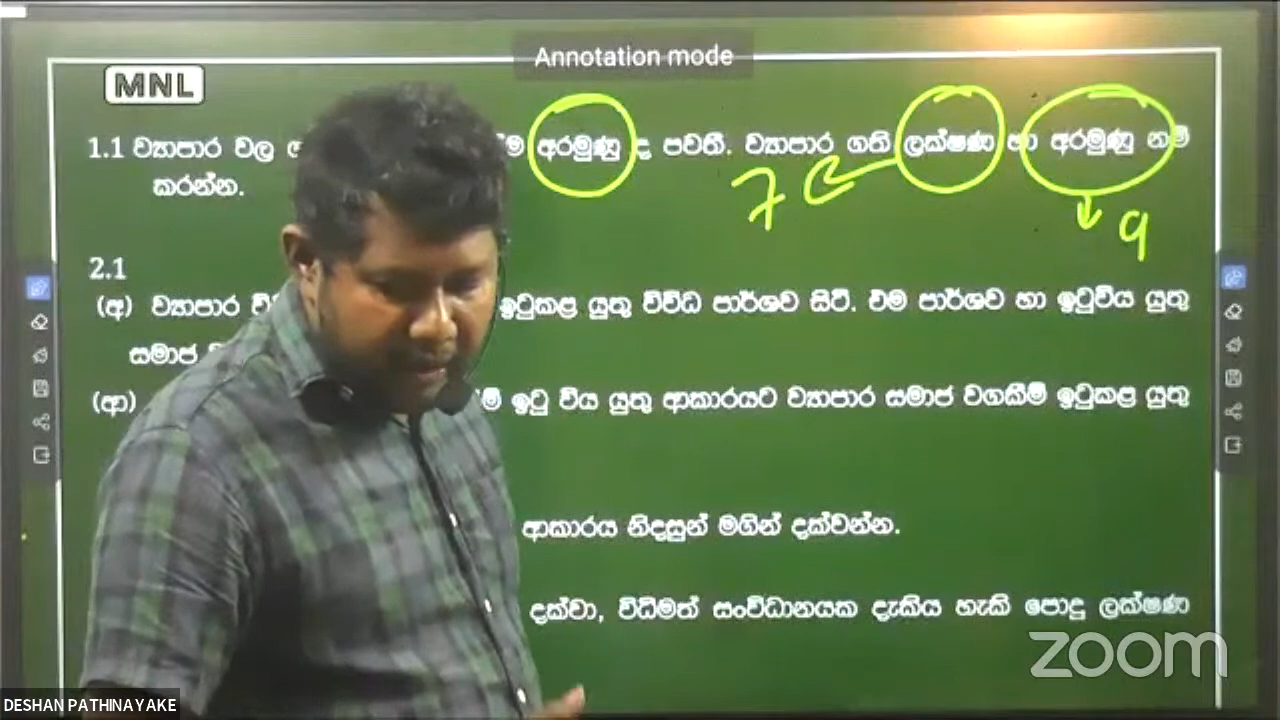 Annotation mode
MNL
1.1 ව්‍යාපාර වල අරමුණු ද පවතී. ව්‍යාපාර ගති ලක්ෂණ හා අරමුණු නම්
කරන්න.
7
9
2.1
(අ) ව්‍යාපාර ඉටුකළ යුතු විවිධ පාර්ශව සිටී. එම පාර්ශව හා ඉටුවිය යුතු
සමාජ
(ආ) ඉටු විය යුතු ආකාරයට ව්‍යාපාර සමාජ වගකීම් ඉටුකළ යුතු
ආකාරය නිදසුන් මගින් දක්වන්න.
දක්වා, විධිමත් සංවිධානයක දැකිය හැකි පොදු ලක්ෂණ
zoom
DESHAN PATHINAYAKE